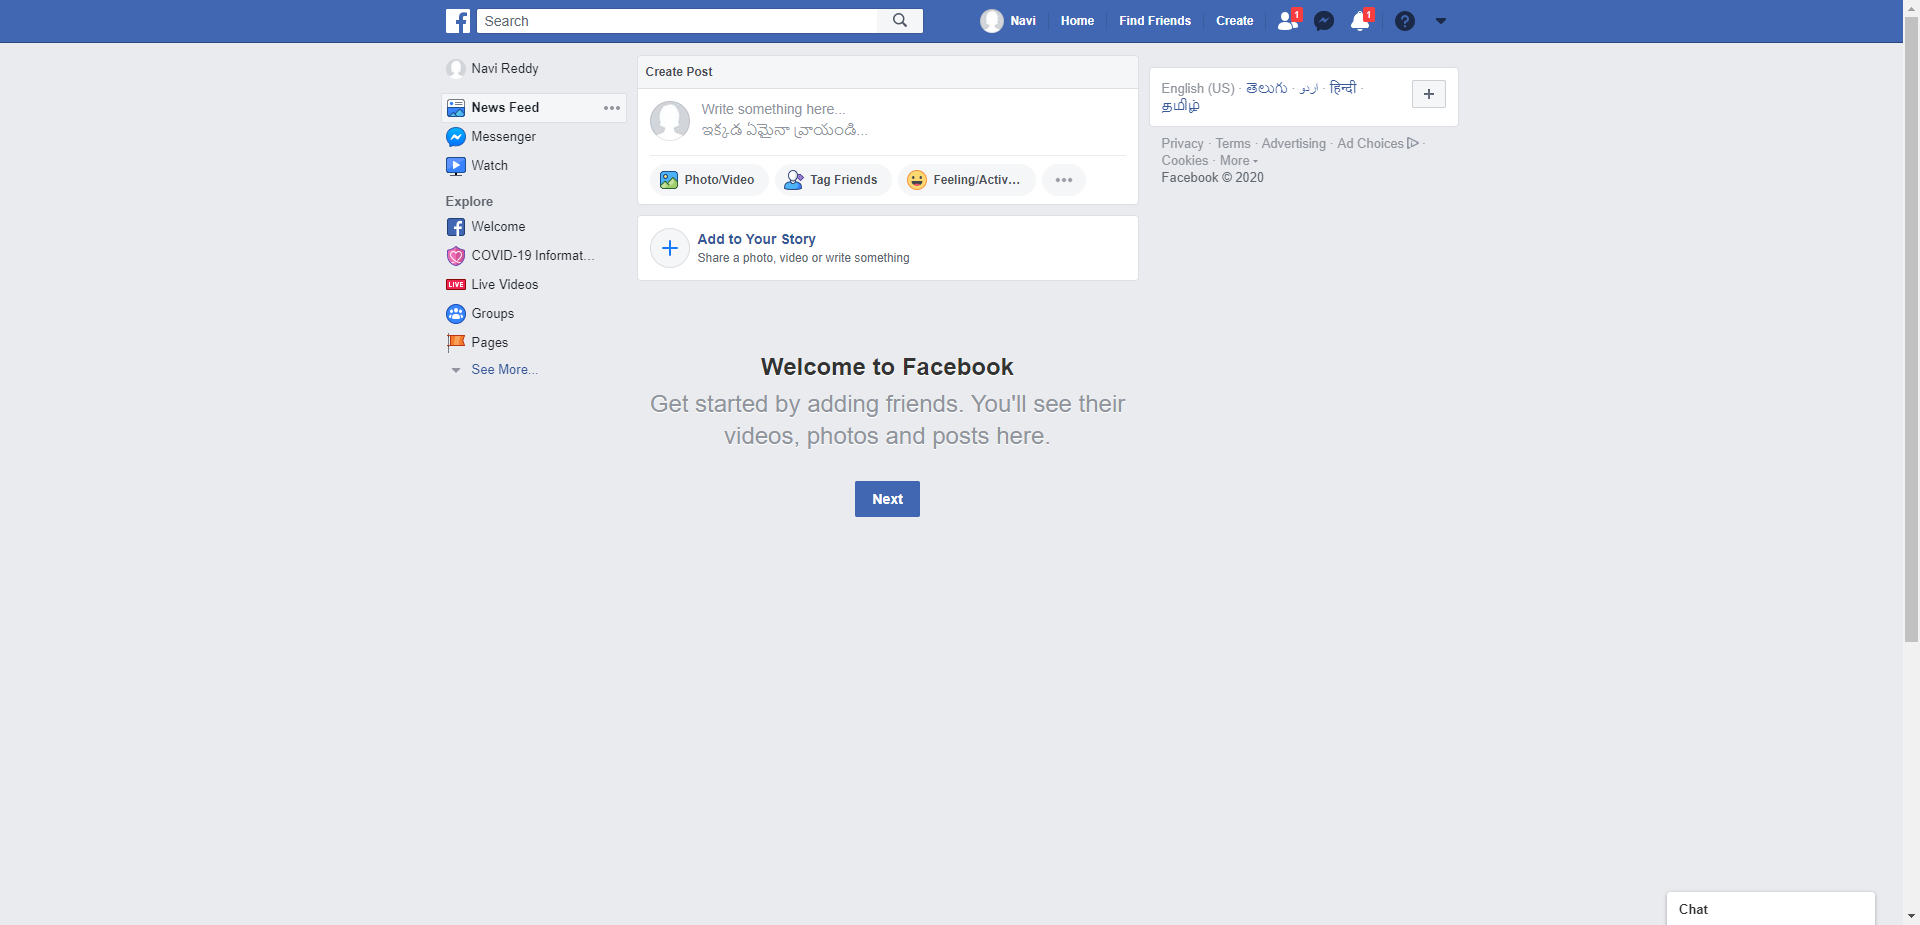 Search
Navi
Home
Find Friends
Create
1
1
Navi Reddy
News Feed
Messenger
Watch
Explore
Welcome
COVID-19 Informat...
LIVE Live Videos
Groups
Pages
See More...
Create Post
Write something here...
ఇక్కడ ఏమైనా వ్రాయండి...
Photo/Video
Tag Friends
Feeling/Activ...
Add to Your Story
Share a photo, video or write something
Welcome to Facebook
Get started by adding friends. You'll see their
videos, photos and posts here.
Next
English (US) · తెలుగు · اردو · हिन्दी ·
தமிழ்
Privacy · Terms · Advertising · Ad Choices ·
Cookies · More
Facebook © 2020
Chat